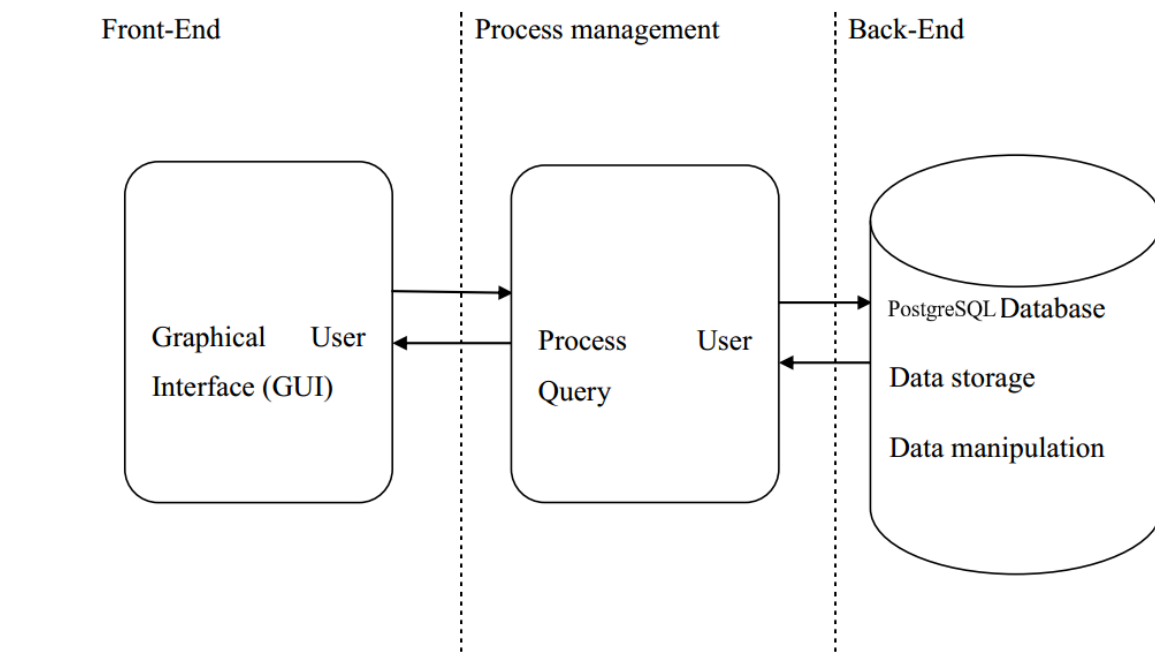 Front-End
Process management
Back-End
Graphical User
Interface (GUI)
Process User
Query
PostgreSQL Database
Data storage
Data manipulation